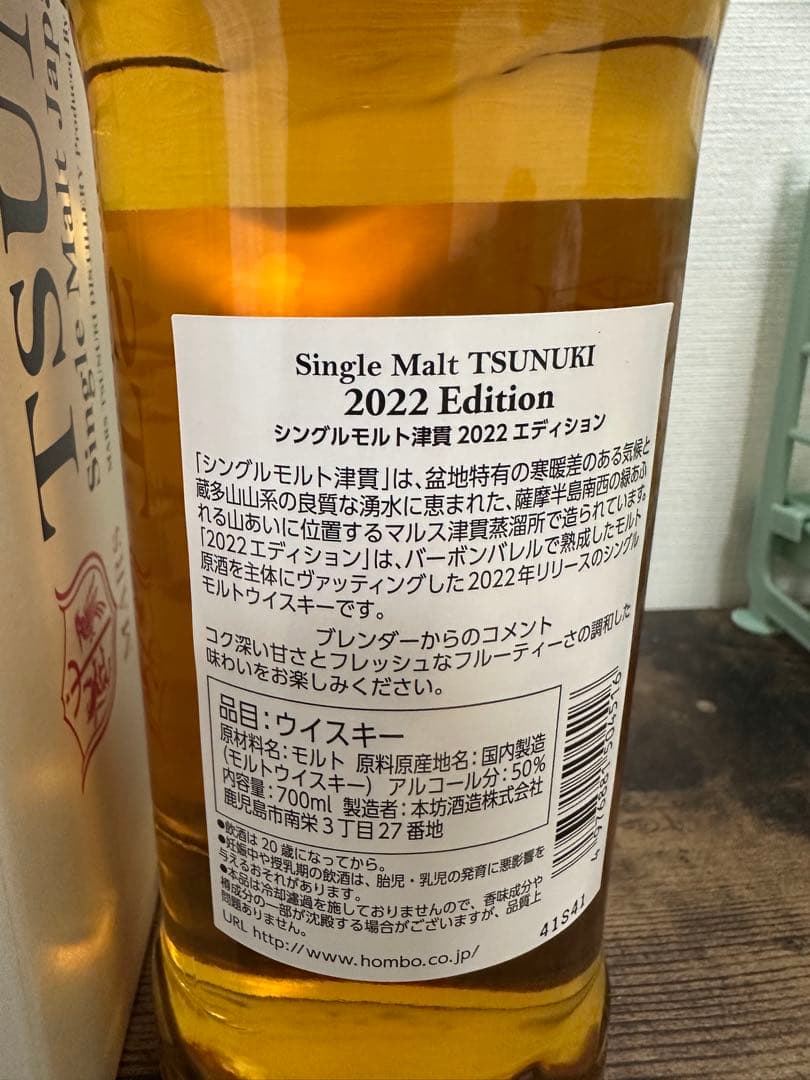 TSU
Single Malt Japa
MARS TSUNUKI DISTILLERY Produced By
MARS
Single Malt TSUNUKI
2022 Edition
シングルモルト津貫 2022 エディション
「シングルモルト津貫」は、盆地特有の寒暖差のある気候と
蔵多山山系の良質な湧水に恵まれた、薩摩半島南西の緑あふ
れる山あいに位置するマルス津貫蒸溜所で造られています。
「2022エディション」は、バーボンバレルで熟成したモルト
原酒を主体にヴァッティングした2022年リリースのシングル
モルトウイスキーです。
ブレンダーからのコメント
コク深い甘さとフレッシュなフルーティーさの調和した
味わいをお楽しみください。
品目：ウイスキー
原材料名：モルト 原料原産地名：国内製造
(モルトウイスキー) アルコール分：50%
内容量：700ml 製造者：本坊酒造株式会社
鹿児島市南栄3丁目27番地
●飲酒は20歳になってから。
●妊娠中や授乳期の飲酒は、胎児・乳児の発育に悪影響を
与えるおそれがあります。
●本品は冷却濾過を施しておりませんので、香味成分や
樽成分の一部が沈殿する場合がございますが、品質上
問題ありません。
URL http://www.hombo.co.jp/
41S41